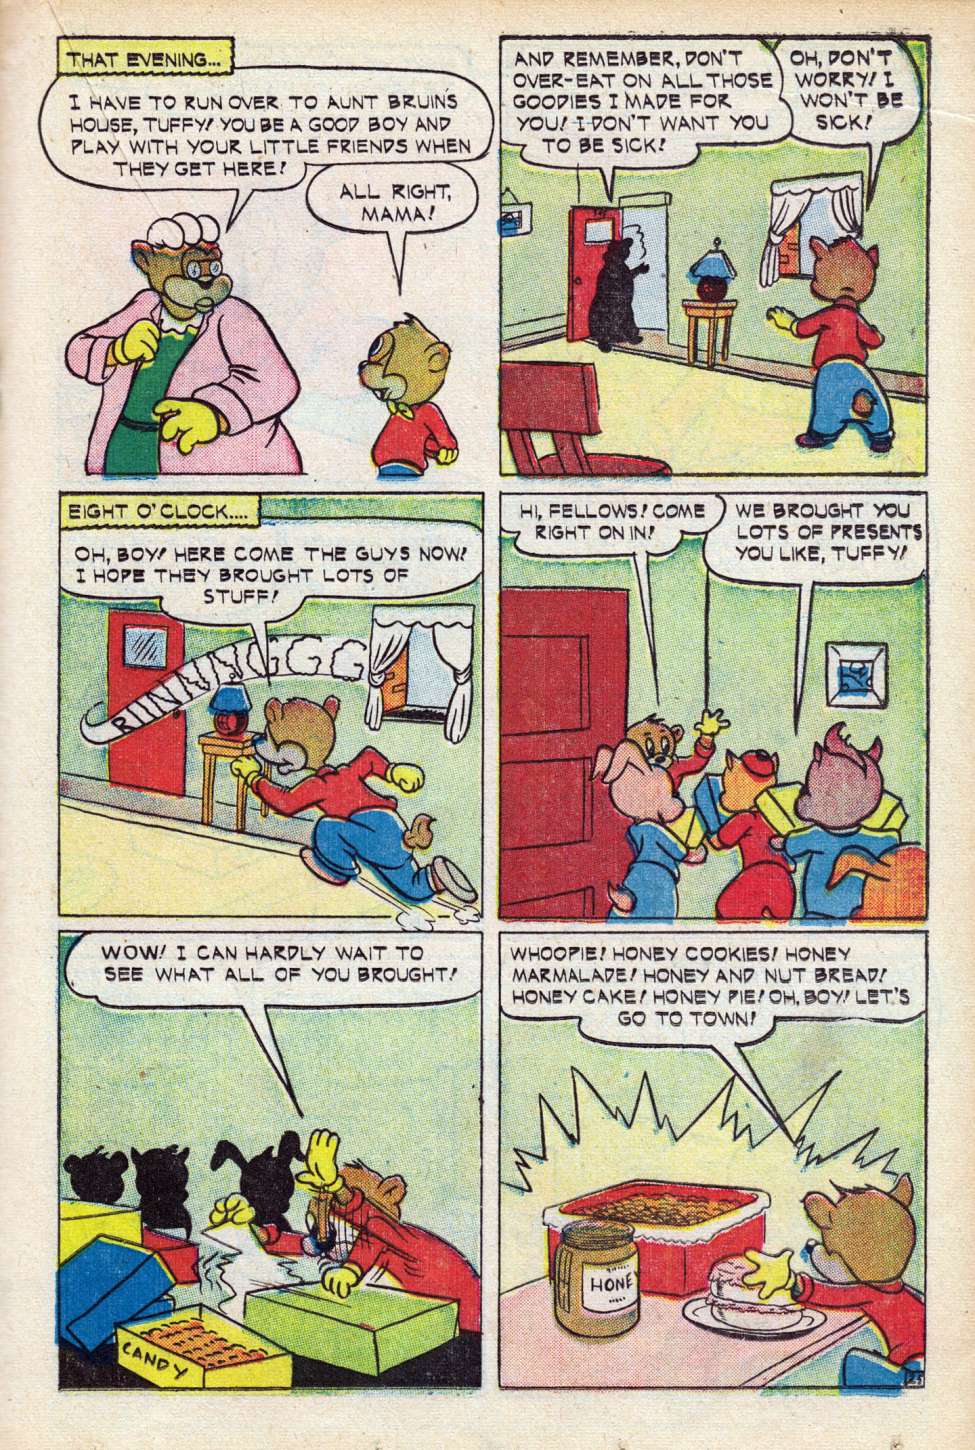 THAT EVENING...
I HAVE TO RUN OVER TO AUNT BRUIN'S
HOUSE, TUFFY! YOU BE A GOOD BOY AND
PLAY WITH YOUR LITTLE FRIENDS WHEN
THEY GET HERE!
ALL RIGHT,
MAMA!
AND REMEMBER, DON'T
OVER-EAT ON ALL THOSE
GOODIES I MADE FOR
YOU! I DON'T WANT YOU
TO BE SICK!
OH, DON'T
WORRY! I
WON'T BE
SICK!
EIGHT O'CLOCK....
OH, BOY! HERE COME THE GUYS NOW!
I HOPE THEY BROUGHT LOTS OF
STUFF!
RINNNGGG
HI, FELLOWS! COME
RIGHT ON IN!
WE BROUGHT YOU
LOTS OF PRESENTS
YOU LIKE, TUFFY!
WOW! I CAN HARDLY WAIT TO
SEE WHAT ALL OF YOU BROUGHT!
CANDY
WHOOPIE! HONEY COOKIES! HONEY
MARMALADE! HONEY AND NUT BREAD!
HONEY CAKE! HONEY PIE! OH, BOY! LET'S
GO TO TOWN!
HONEY